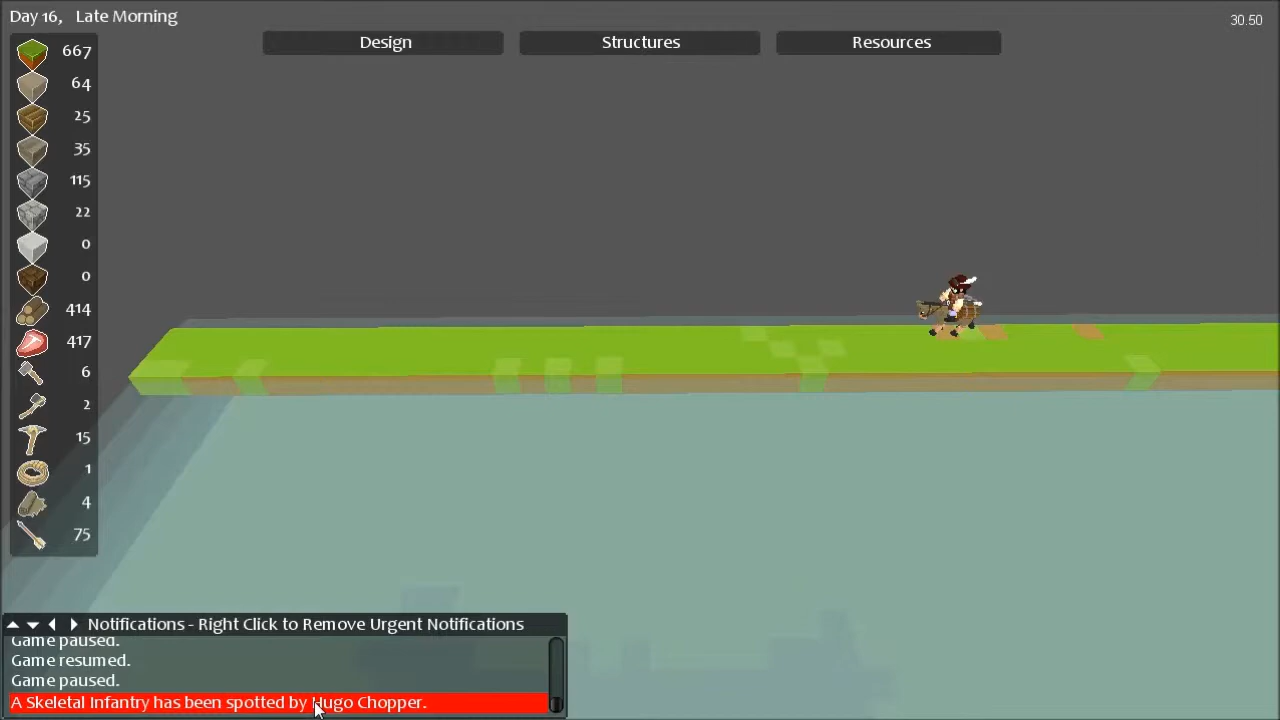 Day 16, Late Morning
30.50
Design
Structures
Resources
667
64
25
35
115
22
0
0
414
417
6
2
15
1
4
75
Notifications - Right Click to Remove Urgent Notifications
Game paused.
Game resumed.
Game paused.
A Skeletal Infantry has been spotted by Hugo Chopper.